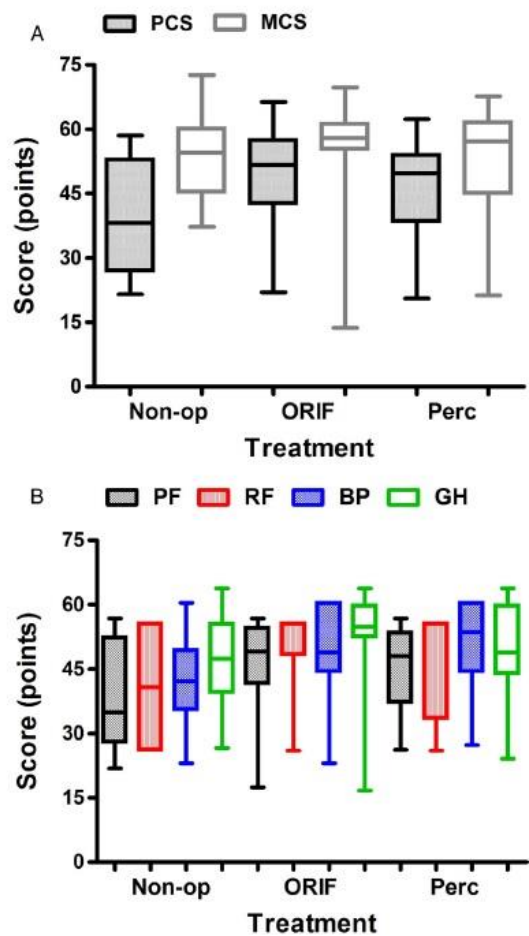 A
PCS MCS
75
60
45
30
15
0
Score (points)
Non-op ORIF Perc
Treatment
B
PF RF BP GH
75
60
45
30
15
0
Score (points)
Non-op ORIF Perc
Treatment